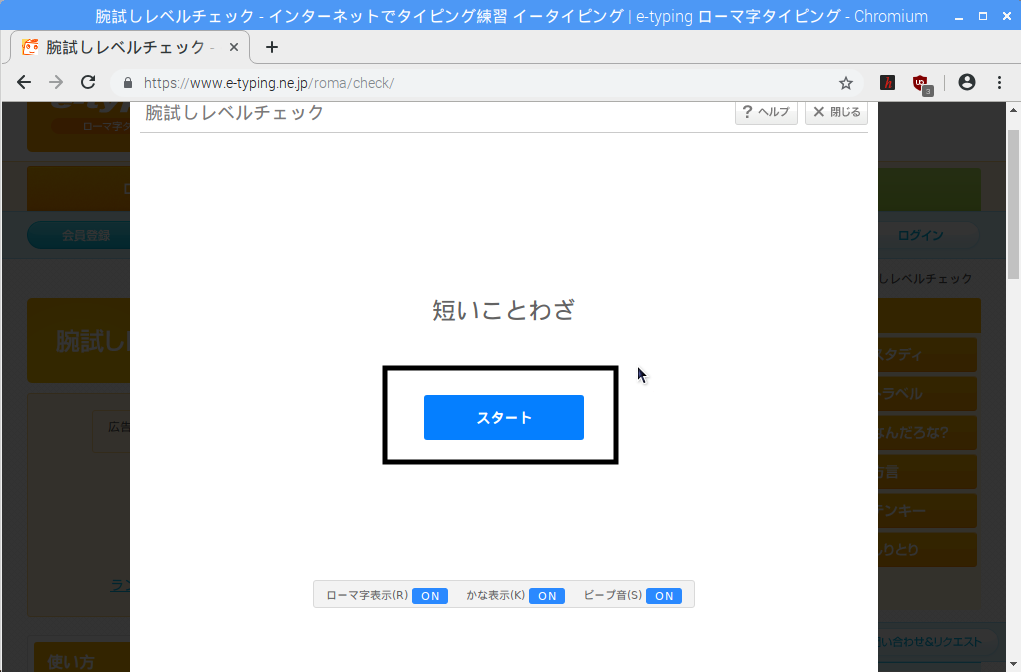 腕試しレベルチェック - インターネットでタイピング練習 イータイピング | e-typing ローマ字タイピング - Chromium
腕試しレベルチェック -
https://www.e-typing.ne.jp/roma/check/
3
腕試しレベルチェック
? ヘルプ
閉じる
ローマ字タ
会員登録
ログイン
しレベルチェック
腕試し
短いことわざ
スタディ
トラベル
広告
スタート
なんだろな?
方言
テンキー
しりとり
ラン
ローマ字表示(R) ON かな表示(K) ON ビープ音(S) ON
い合わせ&リクエスト
使い方